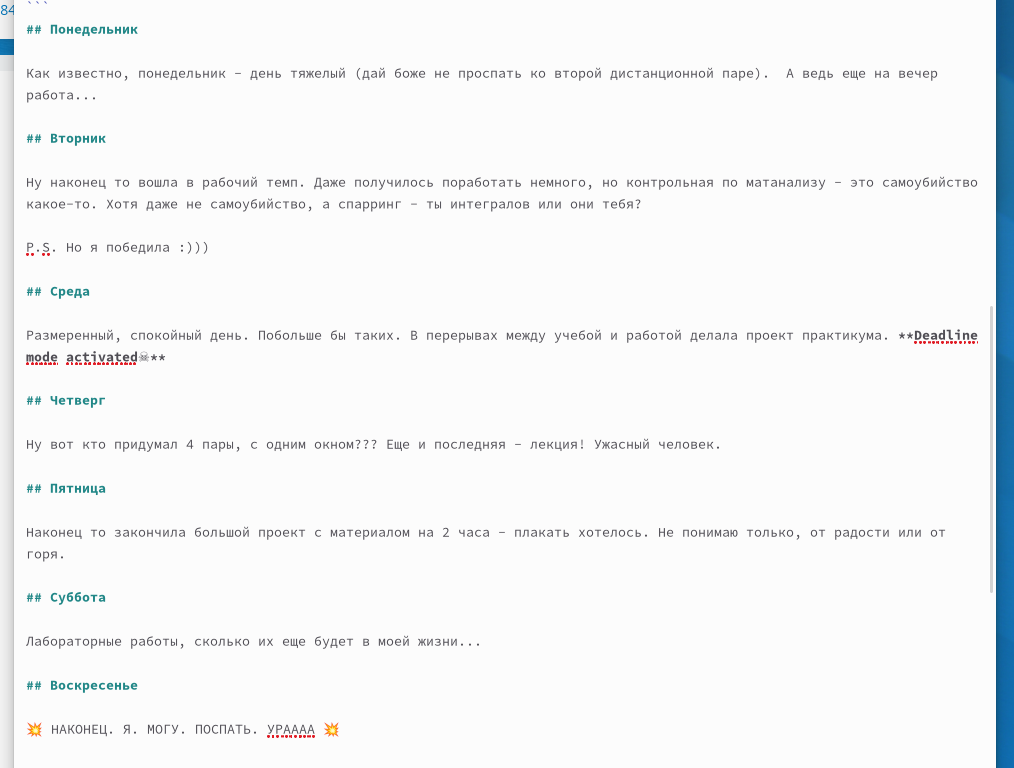 84
```
## Понедельник
Как известно, понедельник - день тяжелый (дай боже не проспать ко второй дистанционной паре).  А ведь еще на вечер
работа...
## Вторник
Ну наконец то вошла в рабочий темп. Даже получилось поработать немного, но контрольная по матанализу - это самоубийство
какое-то. Хотя даже не самоубийство, а спарринг - ты интегралов или они тебя?
P.S. Но я победила :)))
## Среда
Размеренный, спокойный день. Побольше бы таких. В перерывах между учебой и работой делала проект практикума. **Deadline
mode activated☠**
## Четверг
Ну вот кто придумал 4 пары, с одним окном??? Еще и последняя - лекция! Ужасный человек.
## Пятница
Наконец то закончила большой проект с материалом на 2 часа - плакать хотелось. Не понимаю только, от радости или от
горя.
## Суббота
Лабораторные работы, сколько их еще будет в моей жизни...
## Воскресенье
💥 НАКОНЕЦ. Я. МОГУ. ПОСПАТЬ. УРАААА 💥